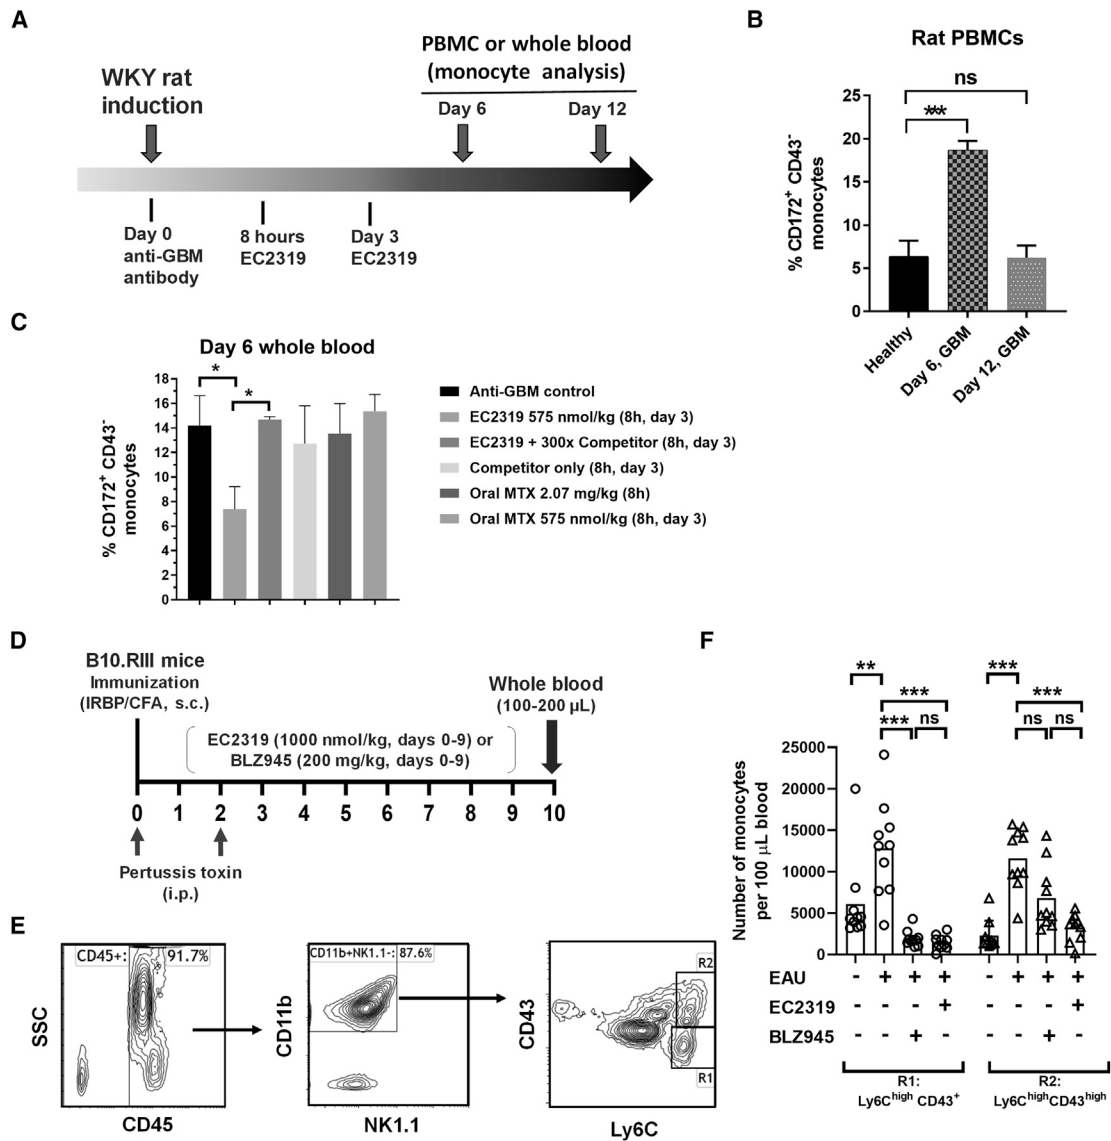 A
WKY rat
induction
PBMC or whole blood
(monocyte analysis)
Day 6
Day 12
Day 0
anti-GBM
antibody
8 hours
EC2319
Day 3
EC2319
B
Rat PBMCs
ns
***
% CD172+ CD43-
monocytes
25
20
15
10
5
0
Healthy
Day 6, GBM
Day 12, GBM
C
Day 6 whole blood
*
*
% CD172+ CD43-
monocytes
18
16
14
12
10
8
6
4
2
0
Anti-GBM control
EC2319 575 nmol/kg (8h, day 3)
EC2319 + 300x Competitor (8h, day 3)
Competitor only (8h, day 3)
Oral MTX 2.07 mg/kg (8h)
Oral MTX 575 nmol/kg (8h, day 3)
D
B10.RIII mice
Immunization
(IRBP/CFA, s.c.)
EC2319 (1000 nmol/kg, days 0-9) or
BLZ945 (200 mg/kg, days 0-9)
Whole blood
(100-200 µL)
0 1 2 3 4 5 6 7 8 9 10
Pertussis toxin
(i.p.)
E
CD45+: 91.7%
SSC
CD45
CD11b+NK1.1-: 87.6%
CD11b
NK1.1
R2
R1
CD43
Ly6C
F
** *** *** ns
*** *** ns ns
Number of monocytes
per 100 µL blood
25000
20000
15000
10000
5000
0
EAU - + + + - + + +
EC2319 - - - + - - - +
BLZ945 - - + - - - + -
R1:
Ly6Chigh CD43+
R2:
Ly6ChighCD43high